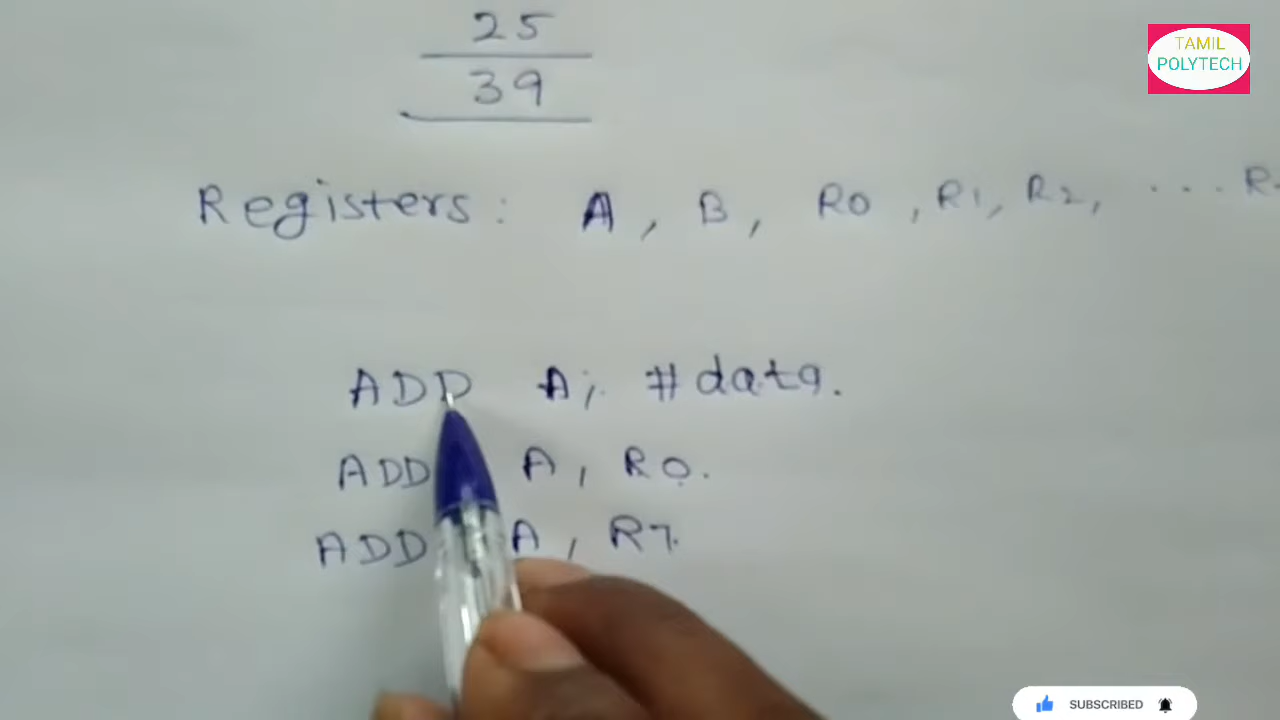 25
39
TAMIL
POLYTECH
Registers: A, B, R0, R1, R2, ... R
ADD A, #data.
ADD A, R0.
ADD A, R7.
SUBSCRIBED